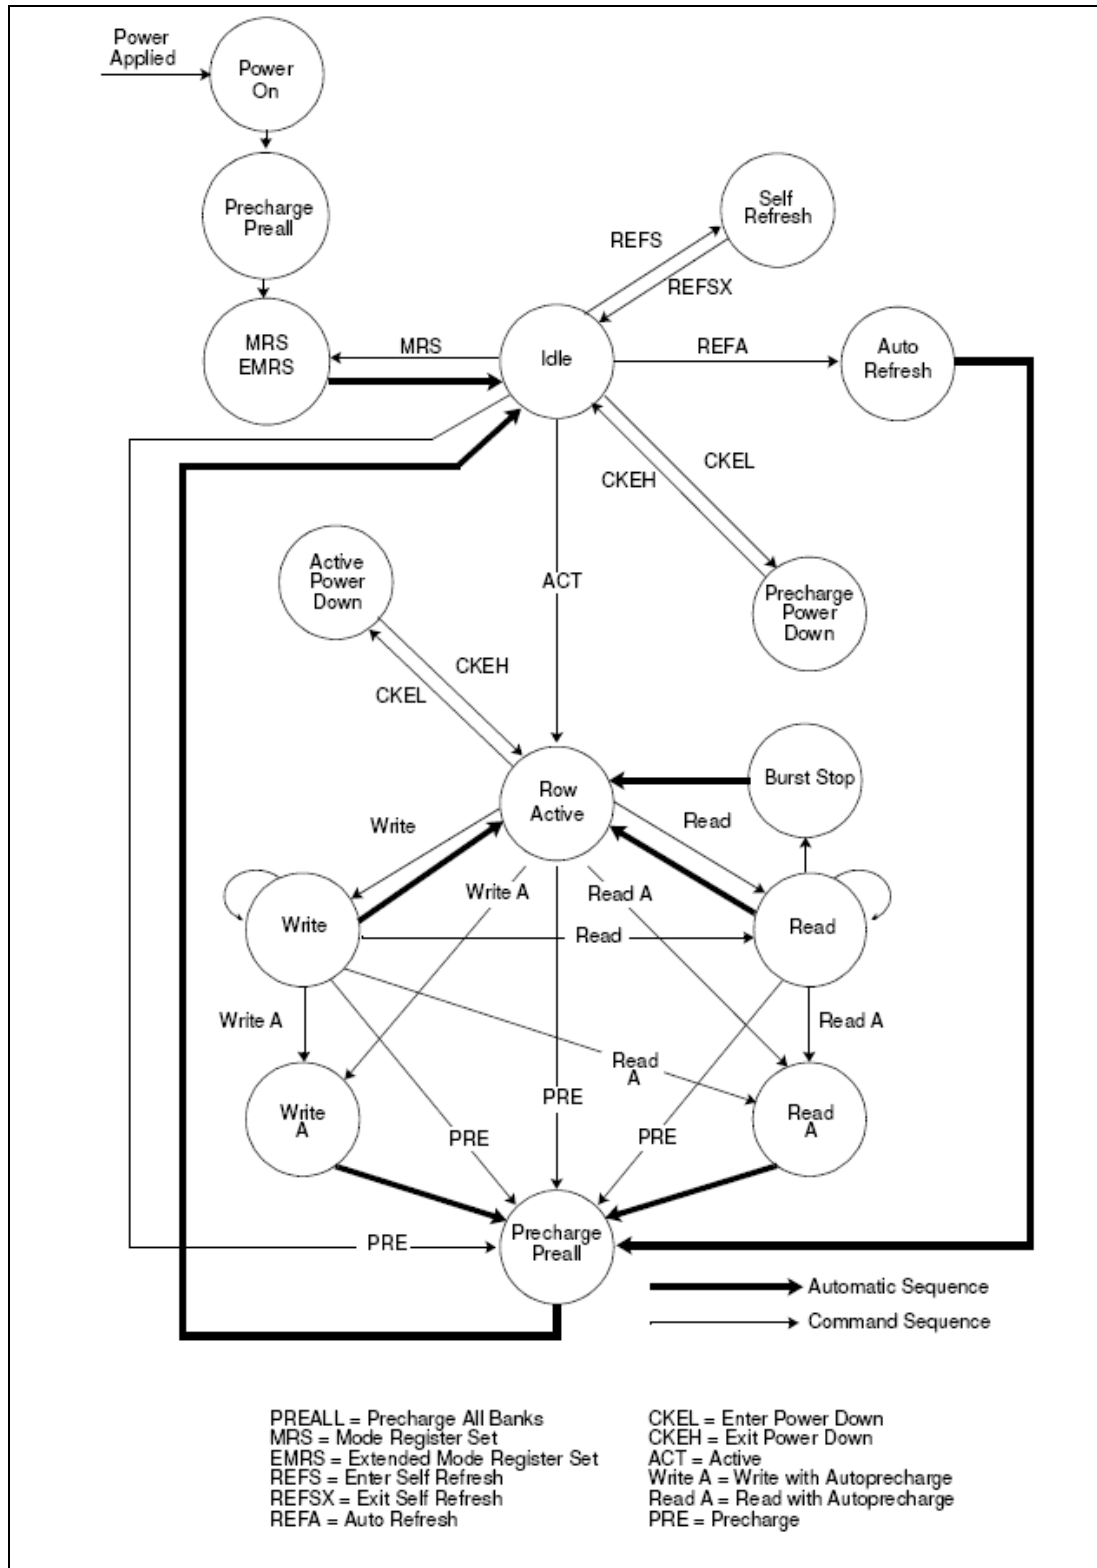 Power
Applied
Power
On
Precharge
Preall
Self
Refresh
REFS
REFSX
MRS
EMRS
MRS
Idle
REFA
Auto
Refresh
CKEL
CKEH
Active
Power
Down
ACT
Precharge
Power
Down
CKEH
CKEL
Row
Active
Burst Stop
Write
Read
Write A
Read A
Write
Read
Read
Write A
Read A
Read
A
Write
A
PRE
Read
A
PRE
PRE
Precharge
Preall
PRE
Automatic Sequence
Command Sequence
PREALL = Precharge All Banks
MRS = Mode Register Set
EMRS = Extended Mode Register Set
REFS = Enter Self Refresh
REFSX = Exit Self Refresh
REFA = Auto Refresh
CKEL = Enter Power Down
CKEH = Exit Power Down
ACT = Active
Write A = Write with Autoprecharge
Read A = Read with Autoprecharge
PRE = Precharge